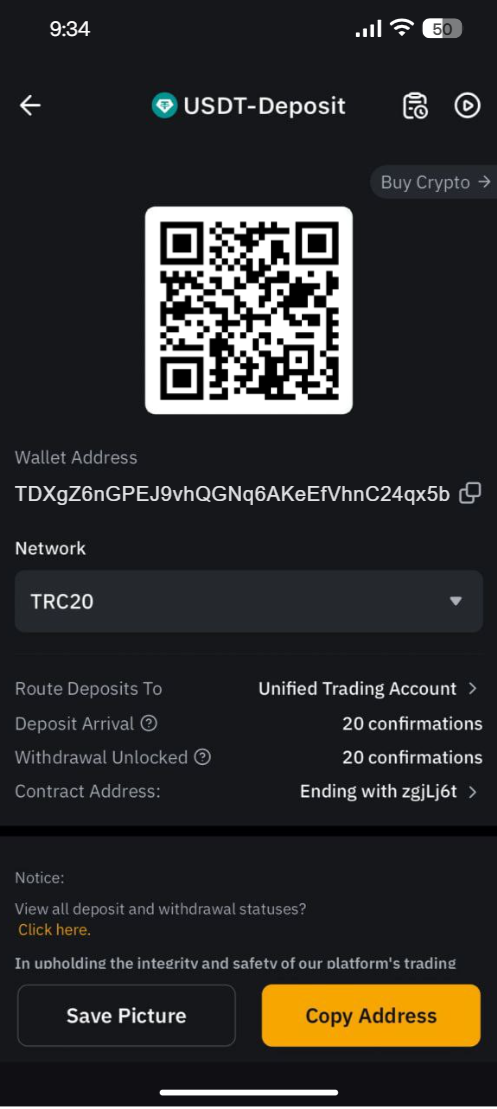 9:34
50
USDT-Deposit
Buy Crypto →
Wallet Address
TDXgZ6nGPEJ9vhQGNq6AKeEfVhnC24qx5b
Network
TRC20
Route Deposits To Unified Trading Account >
Deposit Arrival ? 20 confirmations
Withdrawal Unlocked ? 20 confirmations
Contract Address: Ending with zgjLj6t >
Notice:
View all deposit and withdrawal statuses?
Click here.
In upholding the integrity and safety of our platform's trading
Save Picture Copy Address